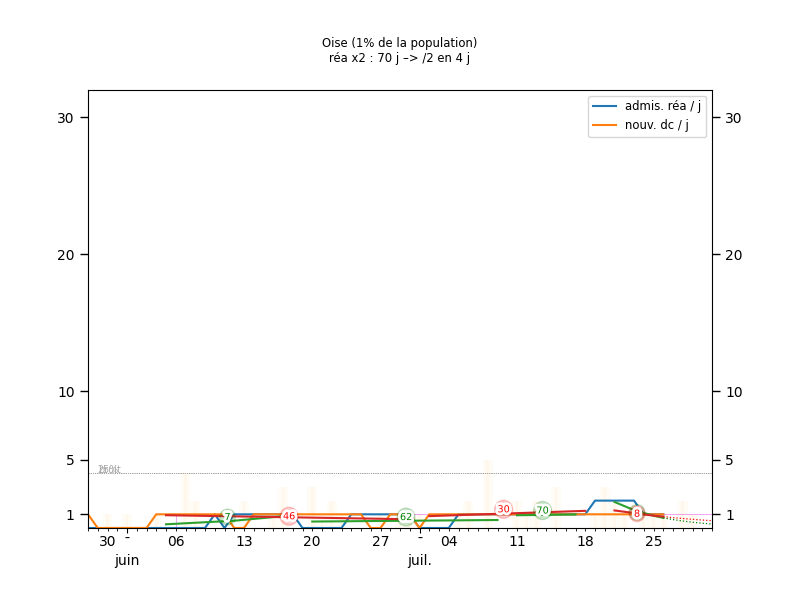 Oise (1% de la population)
réa x2 : 70 j –> /2 en 4 j
admis. réa / j
nouv. dc / j
30 30
20 20
10 10
5 5
1 1
7 46 62 30 70 8
30 - 06 13 20 27 - 04 11 18 25
juin juil.